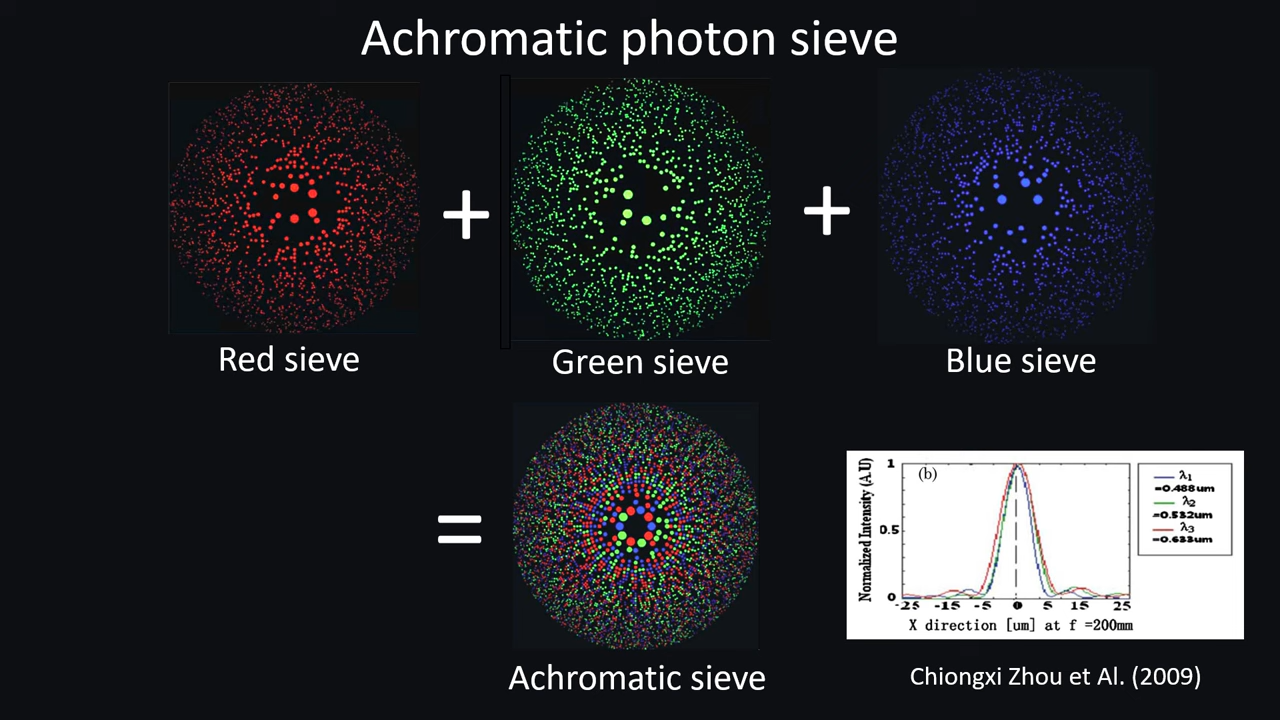 Achromatic photon sieve
+
+
Red sieve
Green sieve
Blue sieve
=
Achromatic sieve
Normalized Intensity (A.U)
1
0.5
0
(b)
-25 -15 -5 0 5 15 25
X direction [um] at f =200mm
λ1
=0.488um
λ2
=0.532um
λ3
=0.633um
Chiongxi Zhou et Al. (2009)